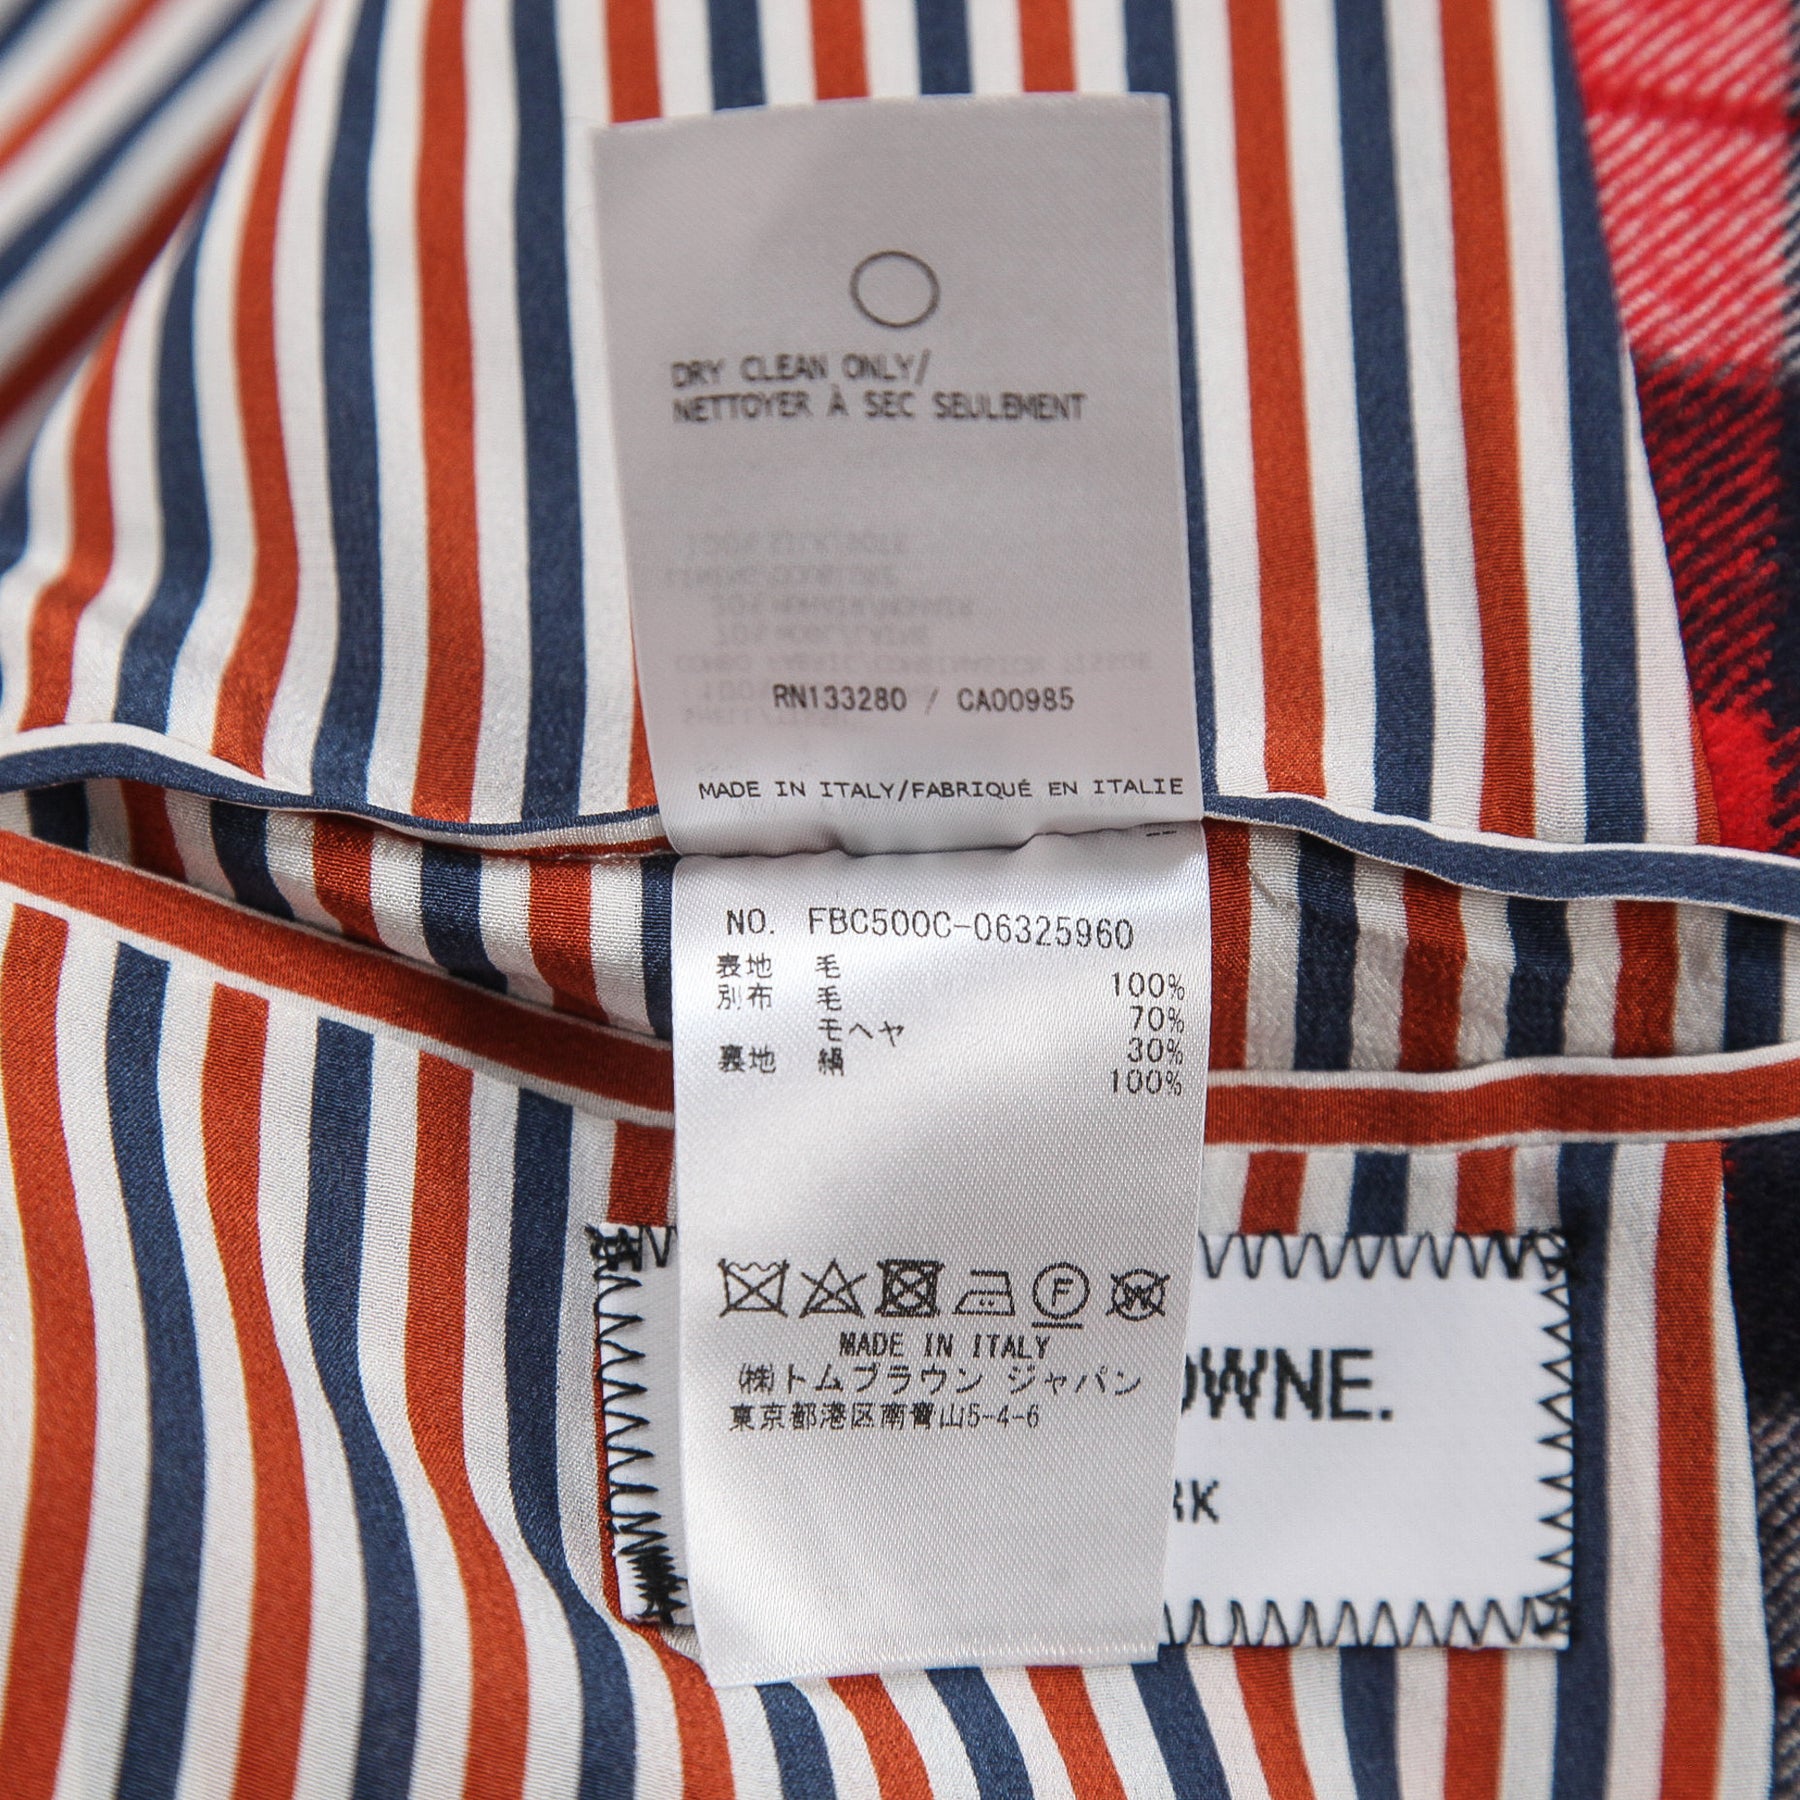 DRY CLEAN ONLY/
NETTOYER À SEC SEULEMENT
RN133280 / CA00985
MADE IN ITALY/FABRIQUÉ EN ITALIE
NO. FBC500C-06325960
表地 毛 100%
別布 毛 70%
モヘヤ 30%
裏地 絹 100%
F
W
MADE IN ITALY
㈱トムブラウン ジャパン
東京都港区南青山5-4-6
OWNE.
RK